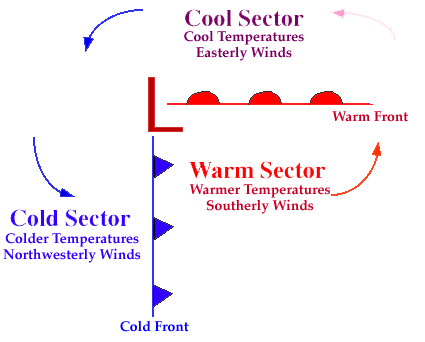 Cool Sector
Cool Temperatures
Easterly Winds
L
Warm Front
Warm Sector
Warmer Temperatures
Southerly Winds
Cold Sector
Colder Temperatures
Northwesterly Winds
Cold Front